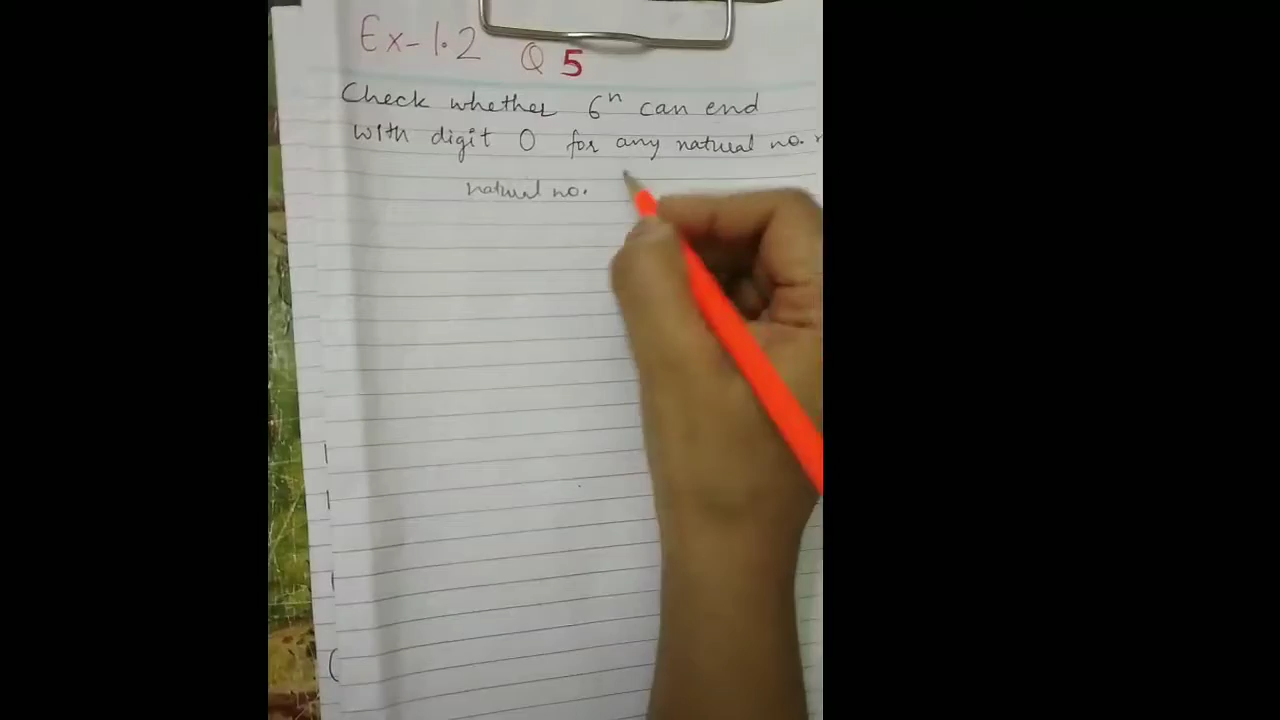 Ex-1.2 Q 5
Check whether 6ⁿ can end
with digit 0 for any natural no. n
natural no.